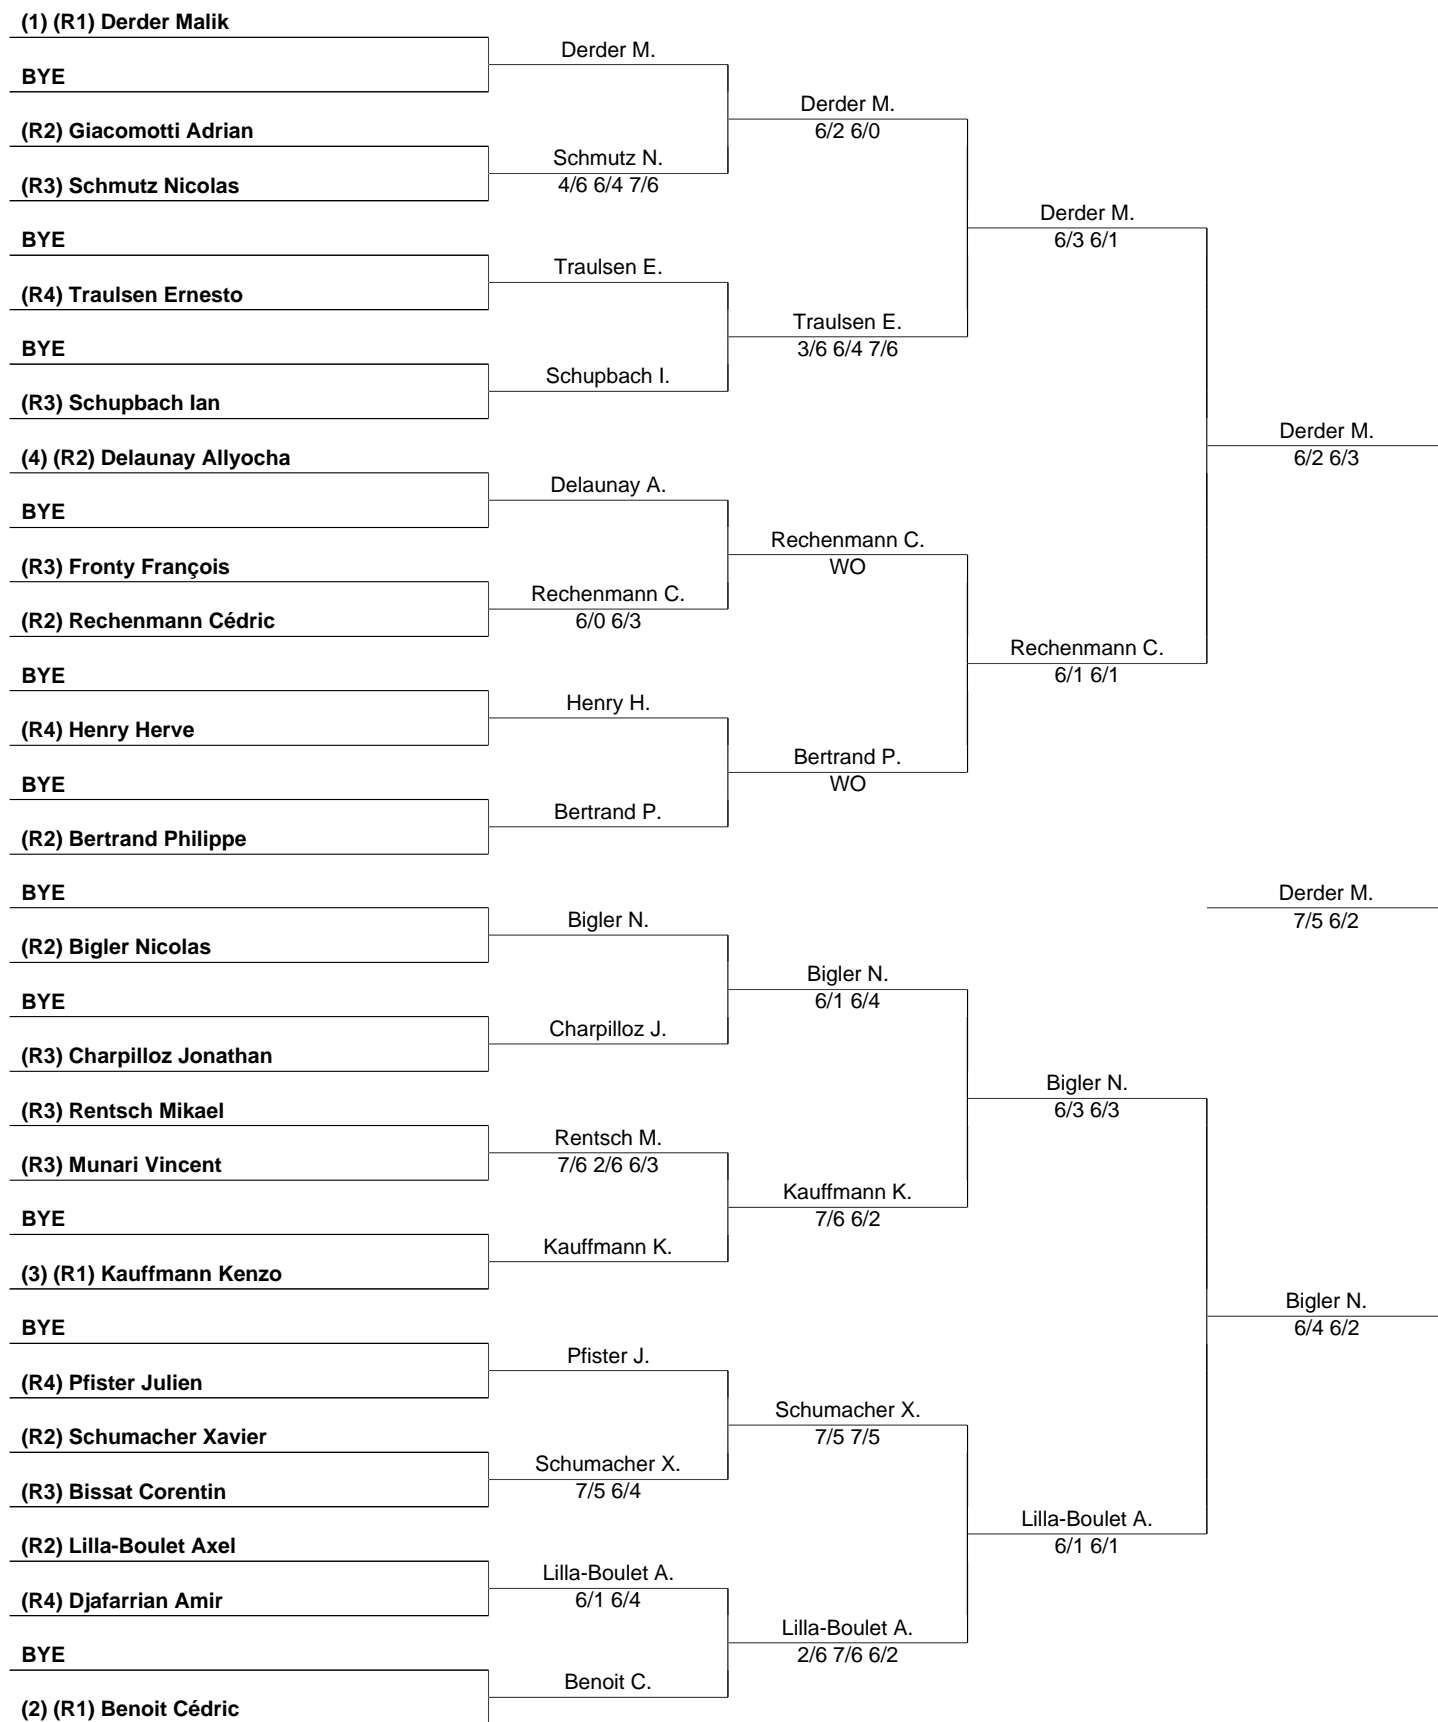 (1) (R1) Derder Malik
BYE
(R2) Giacomotti Adrian
(R3) Schmutz Nicolas
BYE
(R4) Traulsen Ernesto
BYE
(R3) Schupbach Ian
(4) (R2) Delaunay Allyocha
BYE
(R3) Fronty François
(R2) Rechenmann Cédric
BYE
(R4) Henry Herve
BYE
(R2) Bertrand Philippe
BYE
(R2) Bigler Nicolas
BYE
(R3) Charpilloz Jonathan
(R3) Rentsch Mikael
(R3) Munari Vincent
BYE
(3) (R1) Kauffmann Kenzo
BYE
(R4) Pfister Julien
(R2) Schumacher Xavier
(R3) Bissat Corentin
(R2) Lilla-Boulet Axel
(R4) Djafarrian Amir
BYE
(2) (R1) Benoit Cédric
Derder M.
Schmutz N.
4/6 6/4 7/6
Traulsen E.
Schupbach I.
Delaunay A.
Rechenmann C.
6/0 6/3
Henry H.
Bertrand P.
Bigler N.
Charpilloz J.
Rentsch M.
7/6 2/6 6/3
Kauffmann K.
Pfister J.
Schumacher X.
7/5 6/4
Lilla-Boulet A.
6/1 6/4
Benoit C.
Derder M.
6/2 6/0
Traulsen E.
3/6 6/4 7/6
Rechenmann C.
WO
Bertrand P.
WO
Bigler N.
6/1 6/4
Kauffmann K.
7/6 6/2
Schumacher X.
7/5 7/5
Lilla-Boulet A.
2/6 7/6 6/2
Derder M.
6/3 6/1
Rechenmann C.
6/1 6/1
Bigler N.
6/3 6/3
Lilla-Boulet A.
6/1 6/1
Derder M.
6/2 6/3
Derder M.
7/5 6/2
Bigler N.
6/4 6/2